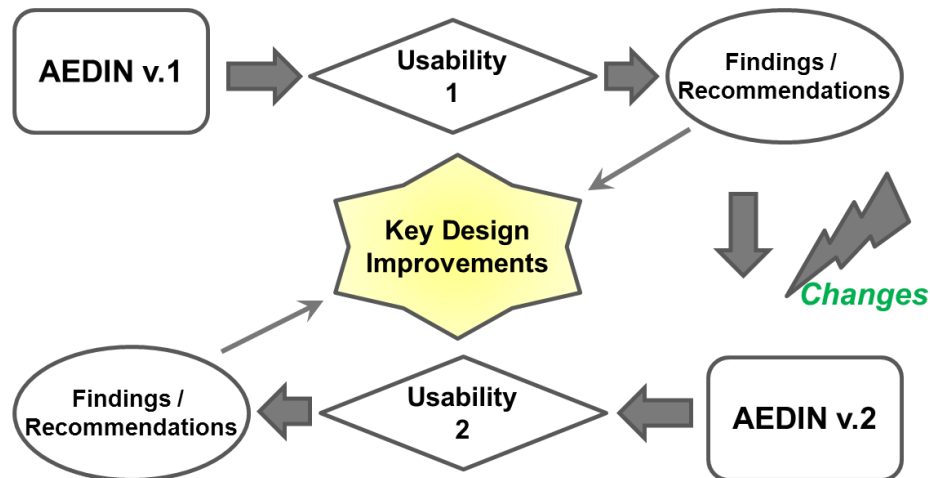 AEDIN v.1
Usability
1
Findings /
Recommendations
Key Design
Improvements
Changes
Findings /
Recommendations
Usability
2
AEDIN v.2